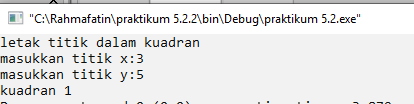 "C:\Rahmafatin\praktikum 5.2.2\bin\Debug\praktikum 5.2.exe"
letak titik dalam kuadran
masukkan titik x:3
masukkan titik y:5
kuadran 1